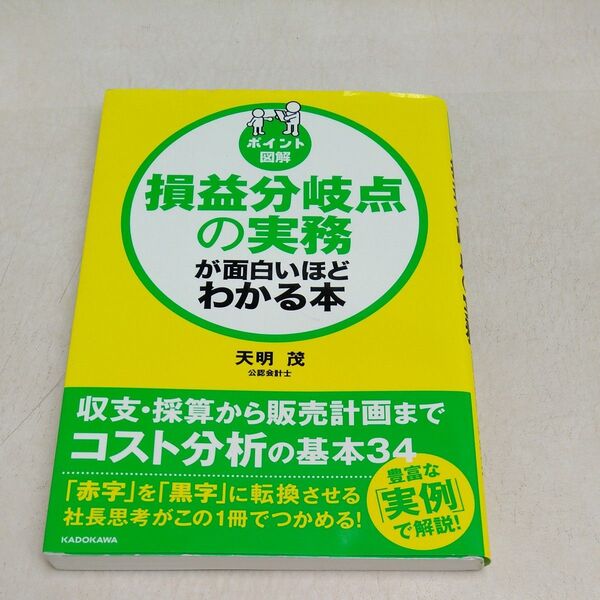 ポイント
図解
損益分岐点
の実務
が面白いほど
わかる本
天明 茂
公認会計士
収支・採算から販売計画まで
コスト分析の基本34
「赤字」を「黒字」に転換させる
社長思考がこの1冊でつかめる!
豊富な
「実例」
で解説!
KADOKAWA